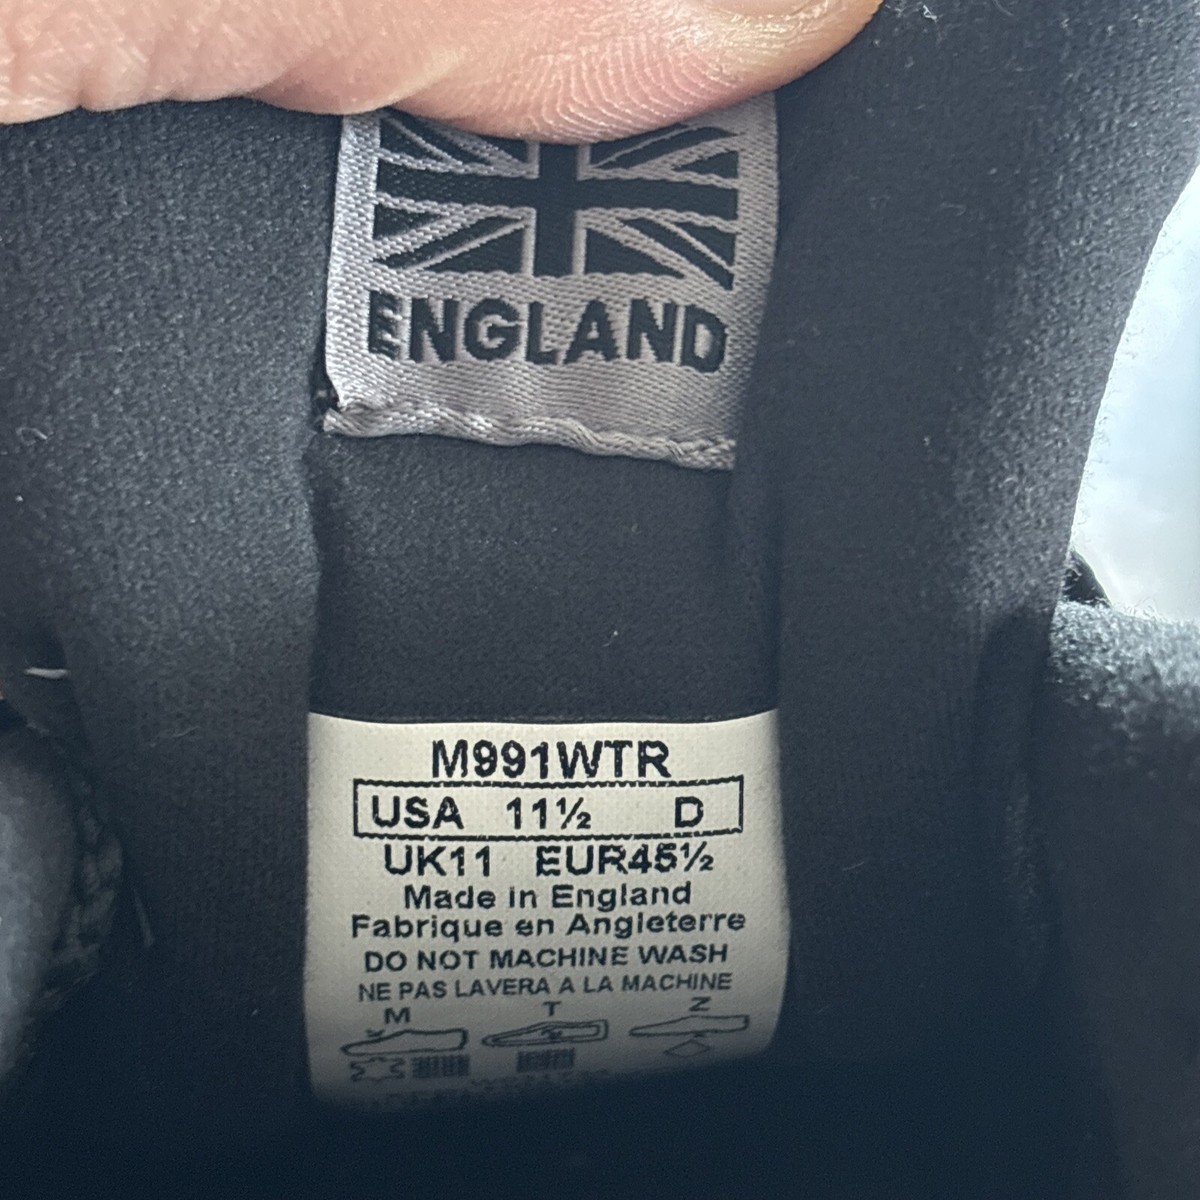 ENGLAND
M991WTR
USA 11½ D
UK11 EUR45½
Made in England
Fabrique en Angleterre
DO NOT MACHINE WASH
NE PAS LAVERA A LA MACHINE
M T Z